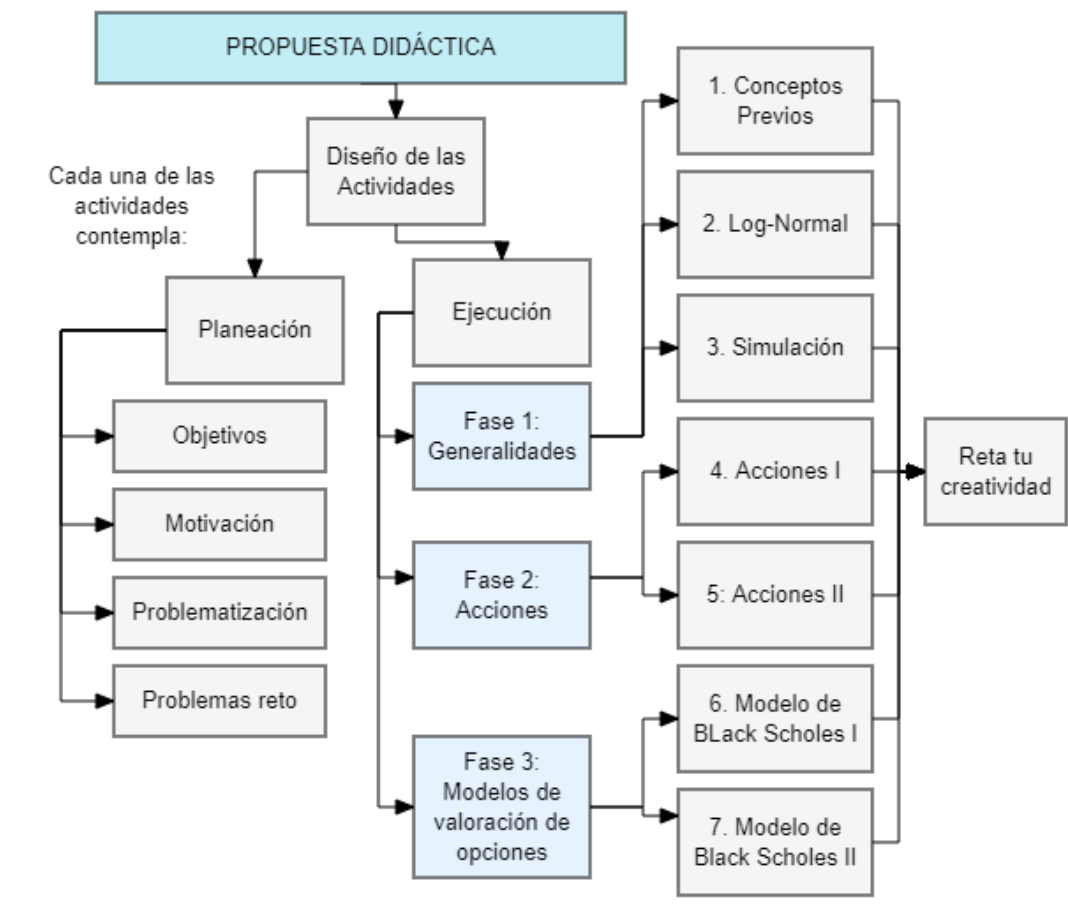 PROPUESTA DIDÁCTICA
Diseño de las
Actividades
Cada una de las
actividades
contempla:
Planeación
Objetivos
Motivación
Problematización
Problemas reto
Ejecución
Fase 1:
Generalidades
Fase 2:
Acciones
Fase 3:
Modelos de
valoración de
opciones
1. Conceptos
Previos
2. Log-Normal
3. Simulación
4. Acciones I
5: Acciones II
6. Modelo de
BLack Scholes I
7. Modelo de
Black Scholes II
Reta tu
creatividad